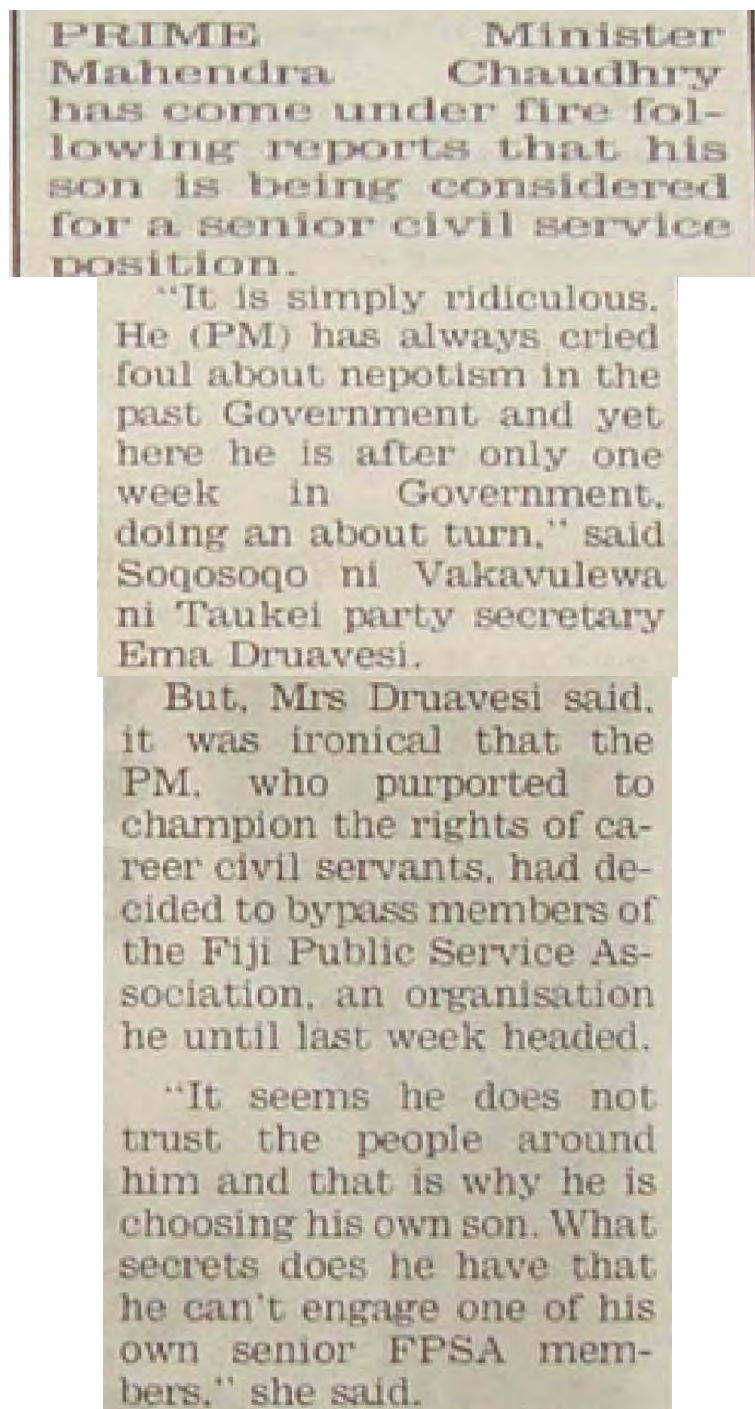 PRIME Minister
Mahendra Chaudhry
has come under fire fol-
lowing reports that his
son is being considered
for a senior civil service
position.
"It is simply ridiculous.
He (PM) has always cried
foul about nepotism in the
past Government and yet
here he is after only one
week in Government,
doing an about turn," said
Soqosoqo ni Vakavulewa
ni Taukei party secretary
Ema Druavesi.
But, Mrs Druavesi said,
it was ironical that the
PM, who purported to
champion the rights of ca-
reer civil servants, had de-
cided to bypass members of
the Fiji Public Service As-
sociation, an organisation
he until last week headed.
"It seems he does not
trust the people around
him and that is why he is
choosing his own son. What
secrets does he have that
he can't engage one of his
own senior FPSA mem-
bers," she said.